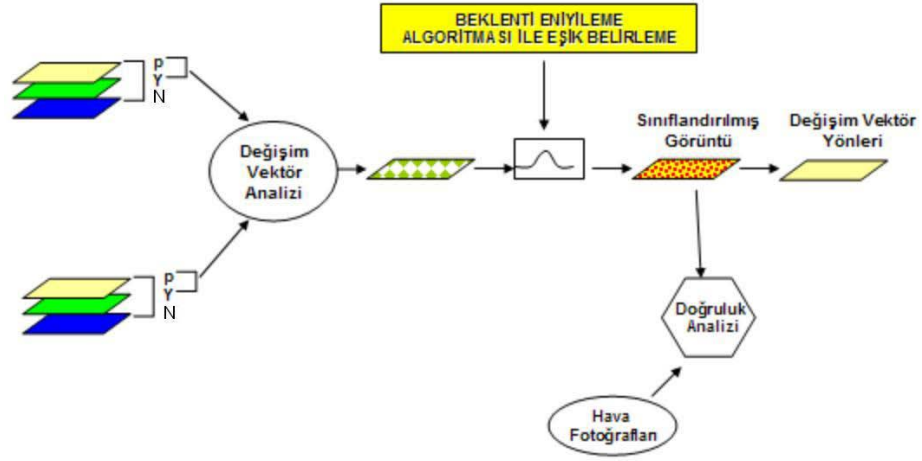 BEKLENTİ ENİYİLEME
ALGORİTMASI İLE EŞİK BELİRLEME
P
Y
N
Değişim
Vektör
Analizi
Sınıflandırılmış
Görüntü
Değişim Vektör
Yönleri
P
Y
N
Doğruluk
Analizi
Hava
Fotoğrafları